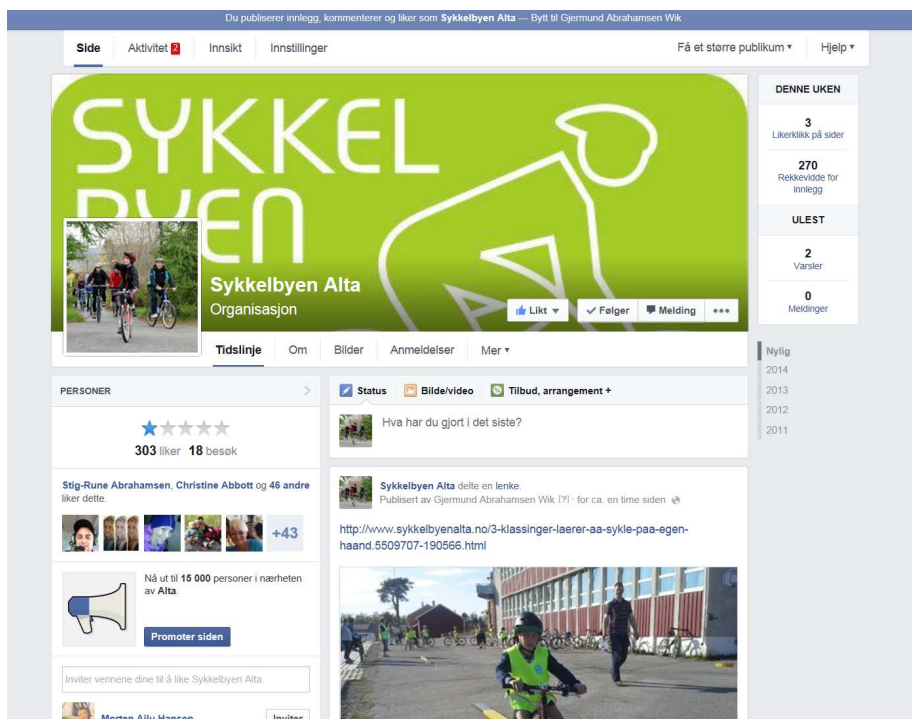 Du publiserer innlegg, kommenterer og liker som Sykkelbyen Alta — Bytt til Gjermund Abrahamsen Wik
Side Aktivitet 2 Innsikt Innstillinger Få et større publikum Hjelp
SYKKEL
BYEN
Sykkelbyen Alta
Organisasjon
Likt Følger Melding
Tidslinje Om Bilder Anmeldelser Mer
DENNE UKEN
3
Likerklikk på sider
270
Rekkevidde for
innlegg
ULEST
2
Varsler
0
Meldinger
Nylig
2014
2013
2012
2011
PERSONER
303 liker 18 besøk
Stig-Rune Abrahamsen, Christine Abbott og 46 andre
liker dette.
+43
Nå ut til 15 000 personer i nærheten
av Alta.
Promoter siden
Inviter vennene dine til å like Sykkelbyen Alta
Morten Ailu Hansen Inviter
Status Bilde/video Tilbud, arrangement +
Hva har du gjort i det siste?
Sykkelbyen Alta delte en lenke.
Publisert av Gjermund Abrahamsen Wik [?] · for ca. en time siden
http://www.sykkelbyenalta.no/3-klassinger-laerer-aa-sykle-paa-egen-
haand.5509707-190566.html